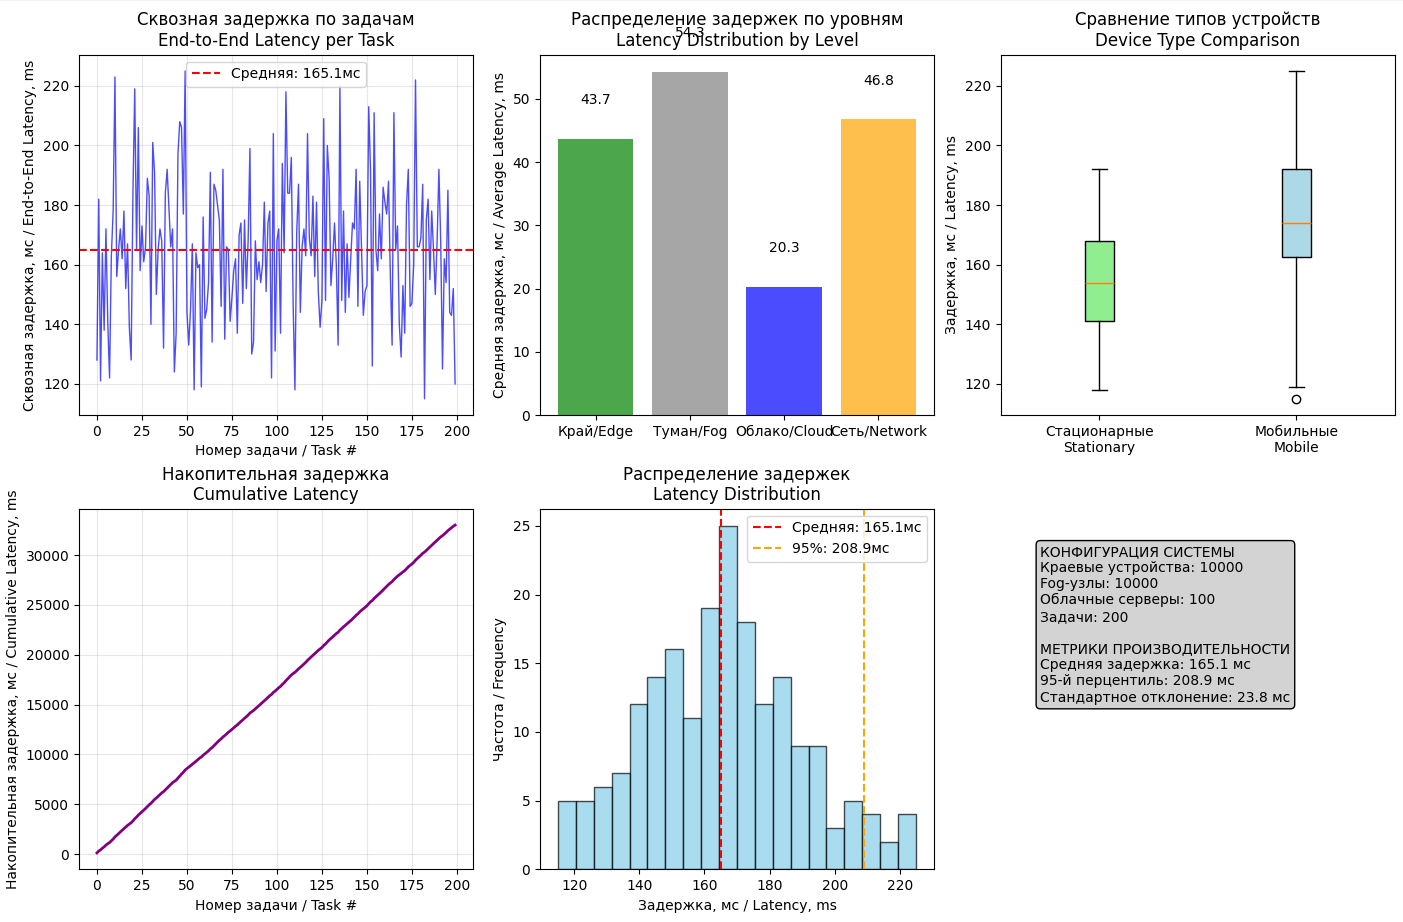 Сквозная задержка по задачам
End-to-End Latency per Task
Сквозная задержка, мс / End-to-End Latency, ms
220
200
180
160
140
120
Средняя: 165.1мс
0
25
50
75
100
125
150
175
200
Номер задачи / Task #
Распределение задержек по уровням
Latency Distribution by Level
Средняя задержка, мс / Average Latency, ms
50
40
30
20
10
0
43.7
54.3
20.3
46.8
Край/Edge
Туман/Fog
Облако/Cloud
Сеть/Network
Сравнение типов устройств
Device Type Comparison
Задержка, мс / Latency, ms
220
200
180
160
140
120
Стационарные
Stationary
Мобильные
Mobile
Накопительная задержка
Cumulative Latency
Накопительная задержка, мс / Cumulative Latency, ms
30000
25000
20000
15000
10000
5000
0
0
25
50
75
100
125
150
175
200
Номер задачи / Task #
Распределение задержек
Latency Distribution
Частота / Frequency
25
20
15
10
5
0
Средняя: 165.1мс
95%: 208.9мс
120
140
160
180
200
220
Задержка, мс / Latency, ms
КОНФИГУРАЦИЯ СИСТЕМЫ
Краевые устройства: 10000
Fog-узлы: 10000
Облачные серверы: 100
Задачи: 200
МЕТРИКИ ПРОИЗВОДИТЕЛЬНОСТИ
Средняя задержка: 165.1 мс
95-й перцентиль: 208.9 мс
Стандартное отклонение: 23.8 мс